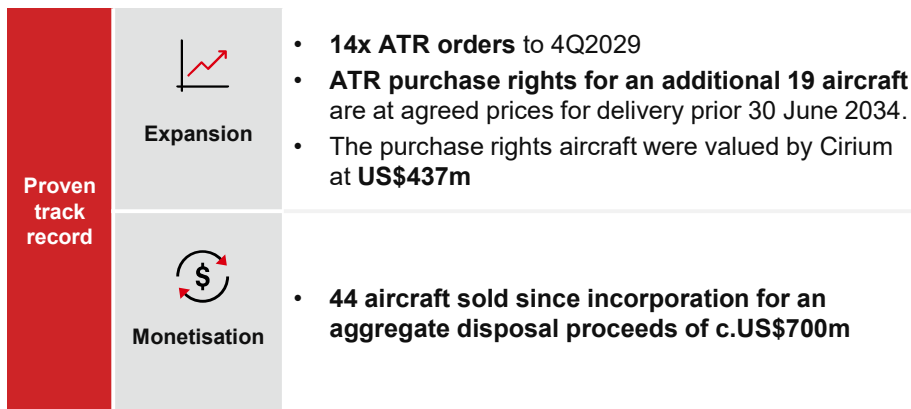 Proven
track
record
Expansion
• 14x ATR orders to 4Q2029
• ATR purchase rights for an additional 19 aircraft
are at agreed prices for delivery prior 30 June 2034.
• The purchase rights aircraft were valued by Cirium
at US$437m
$
Monetisation
• 44 aircraft sold since incorporation for an
aggregate disposal proceeds of c.US$700m